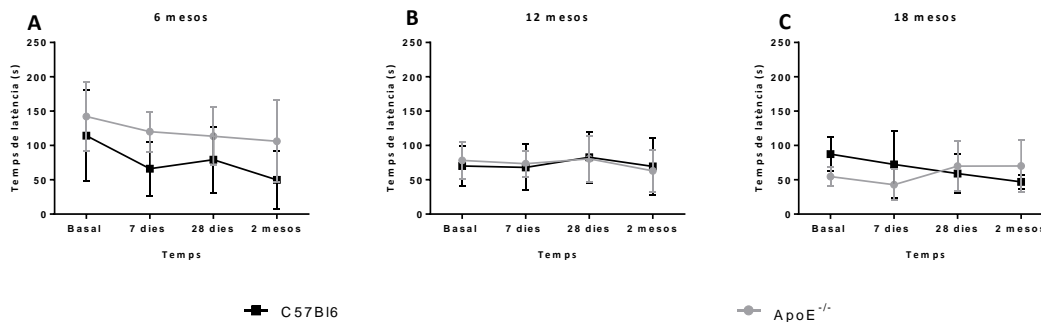 A
6 mesos
Temps de latència (s)
250
200
150
100
50
0
Basal
7 dies
28 dies
2 mesos
Temps
B
12 mesos
Temps de latència (s)
250
200
150
100
50
0
Basal
7 dies
28 dies
2 mesos
Temps
C
18 mesos
Temps de latència (s)
250
200
150
100
50
0
Basal
7 dies
28 dies
2 mesos
Temps
C57Bl6
ApoE-/-